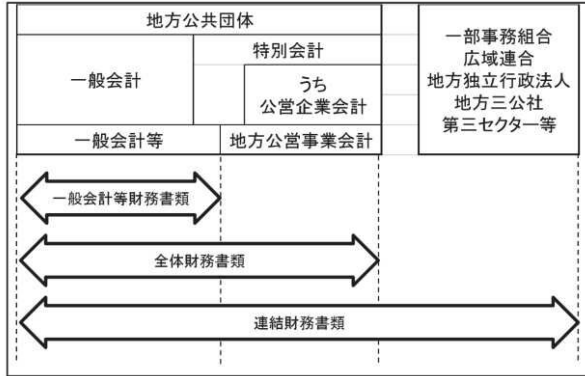 地方公共団体
一般会計
特別会計
うち
公営企業会計
一般会計等
地方公営事業会計
一部事務組合
広域連合
地方独立行政法人
地方三公社
第三セクター等
一般会計等財務書類
全体財務書類
連結財務書類